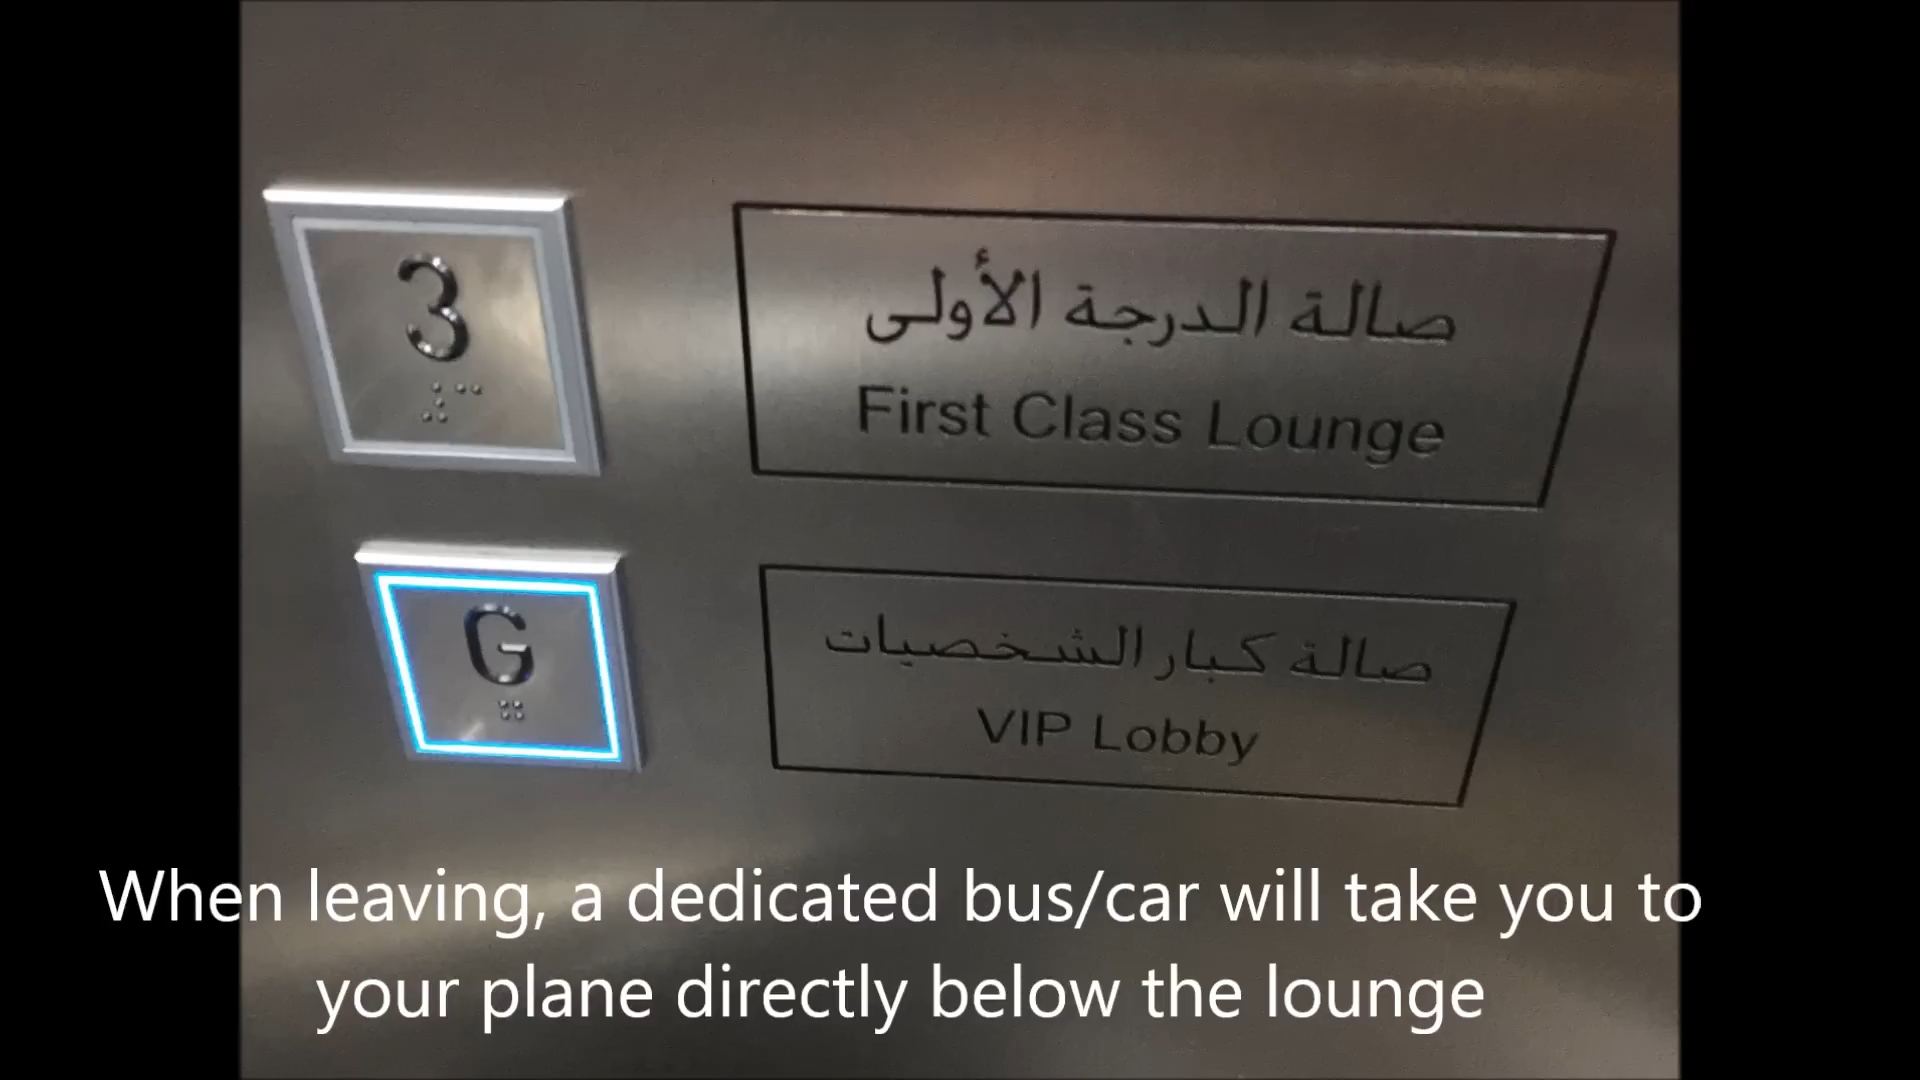 3
صالة الدرجة الأولى
First Class Lounge
G
صالة كبار الشخصيات
VIP Lobby
When leaving, a dedicated bus/car will take you to
your plane directly below the lounge